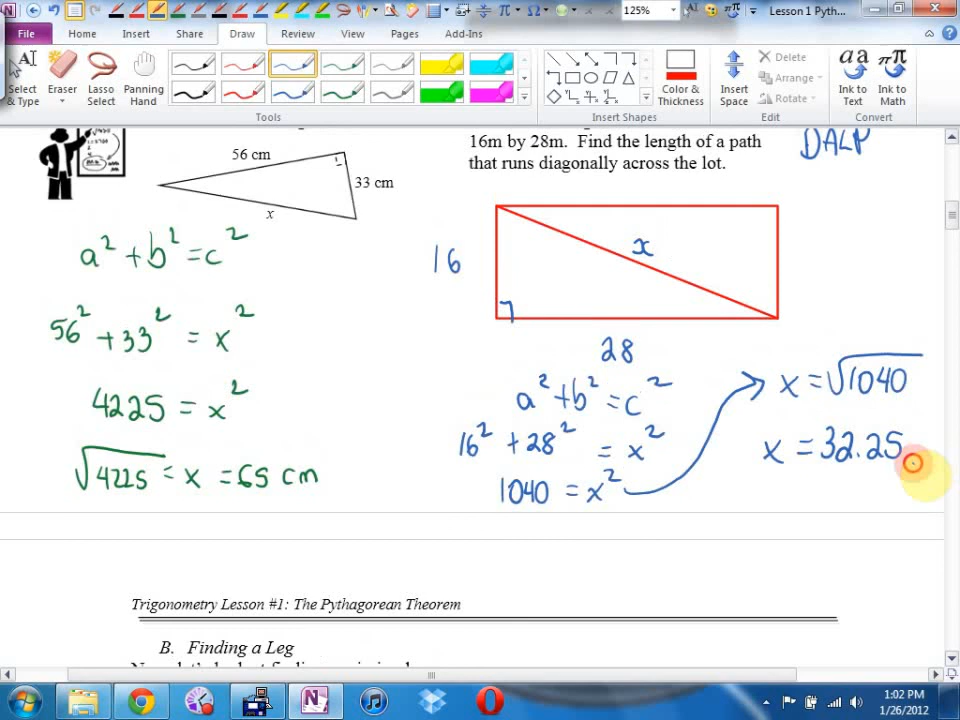 125%
Lesson 1 Pyth...
File Home Insert Share Draw Review View Pages Add-Ins
Select & Type
Eraser
Lasso Select
Panning Hand
Color & Thickness
Insert Space
Delete
Arrange
Rotate
Ink to Text
Ink to Math
Tools Insert Shapes Edit Convert
56 cm
33 cm
x
a² + b² = c²
56² + 33² = x²
4225 = x²
√4225 = x = 65 cm
16m by 28m. Find the length of a path
that runs diagonally across the lot.
DALP
16
x
28
a² + b² = c²
16² + 28² = x²
1040 = x²
x = √1040
x = 32.25
Trigonometry Lesson #1: The Pythagorean Theorem
B. Finding a Leg
1:02 PM
1/26/2012